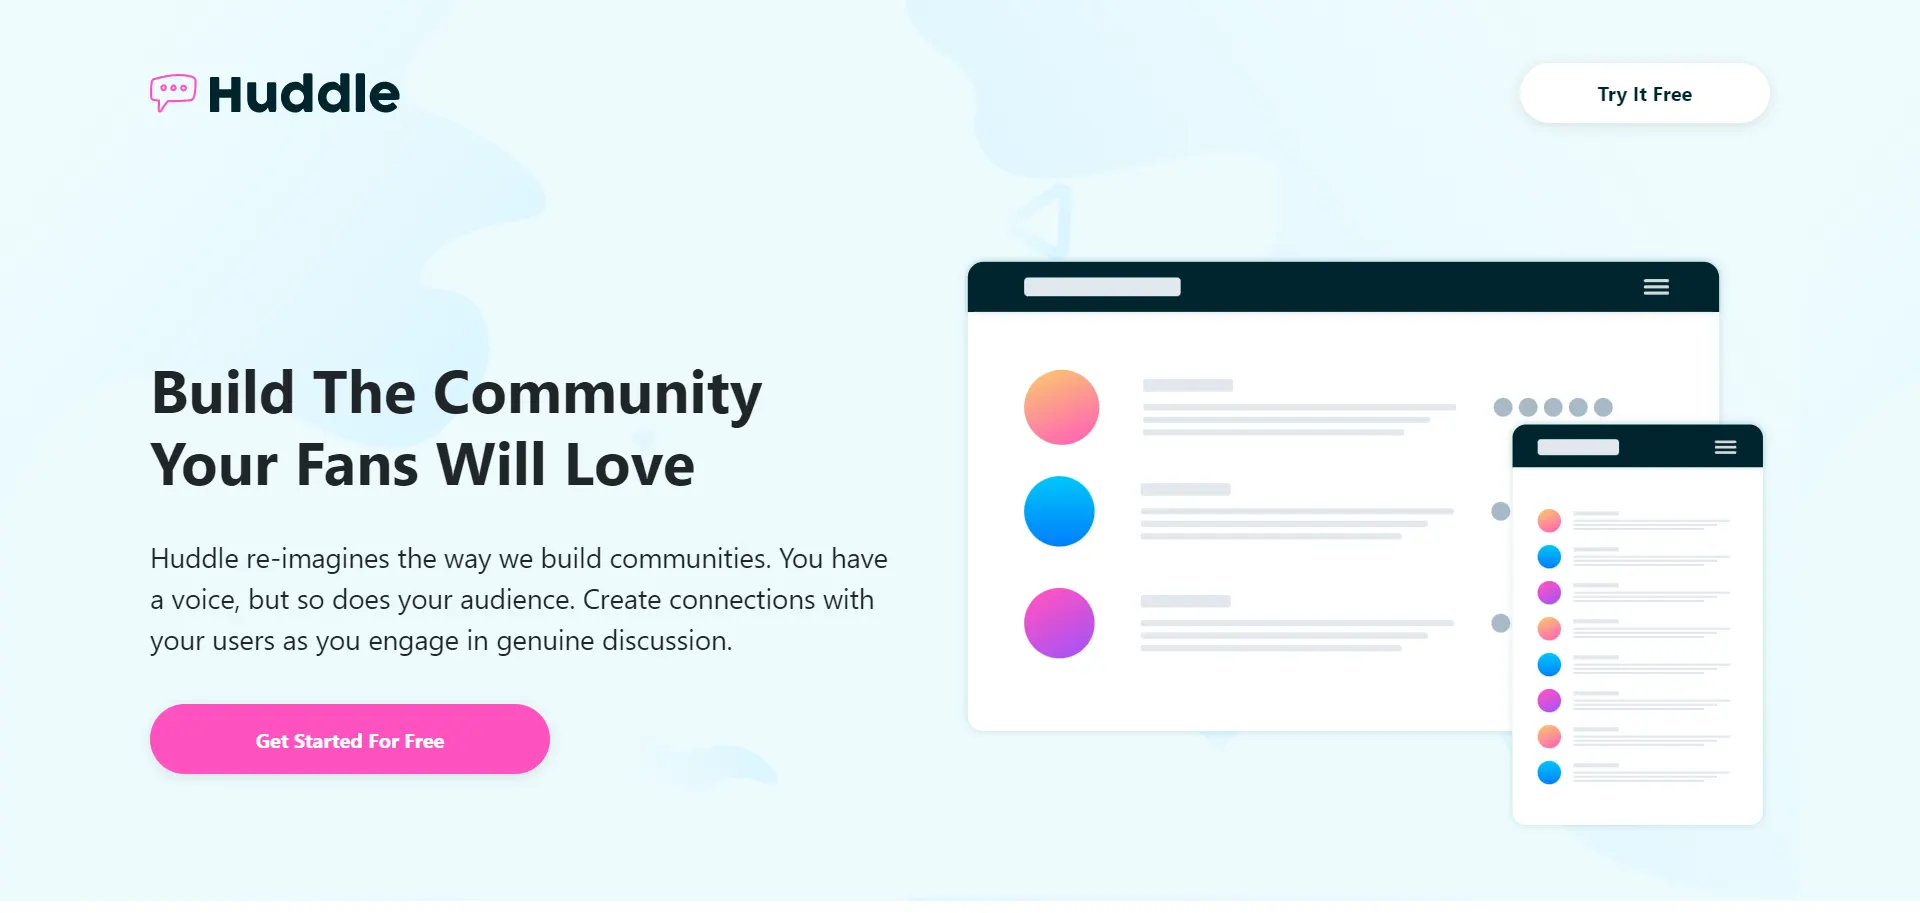 Huddle
Try It Free
Build The Community
Your Fans Will Love
Huddle re-imagines the way we build communities. You have
a voice, but so does your audience. Create connections with
your users as you engage in genuine discussion.
Get Started For Free